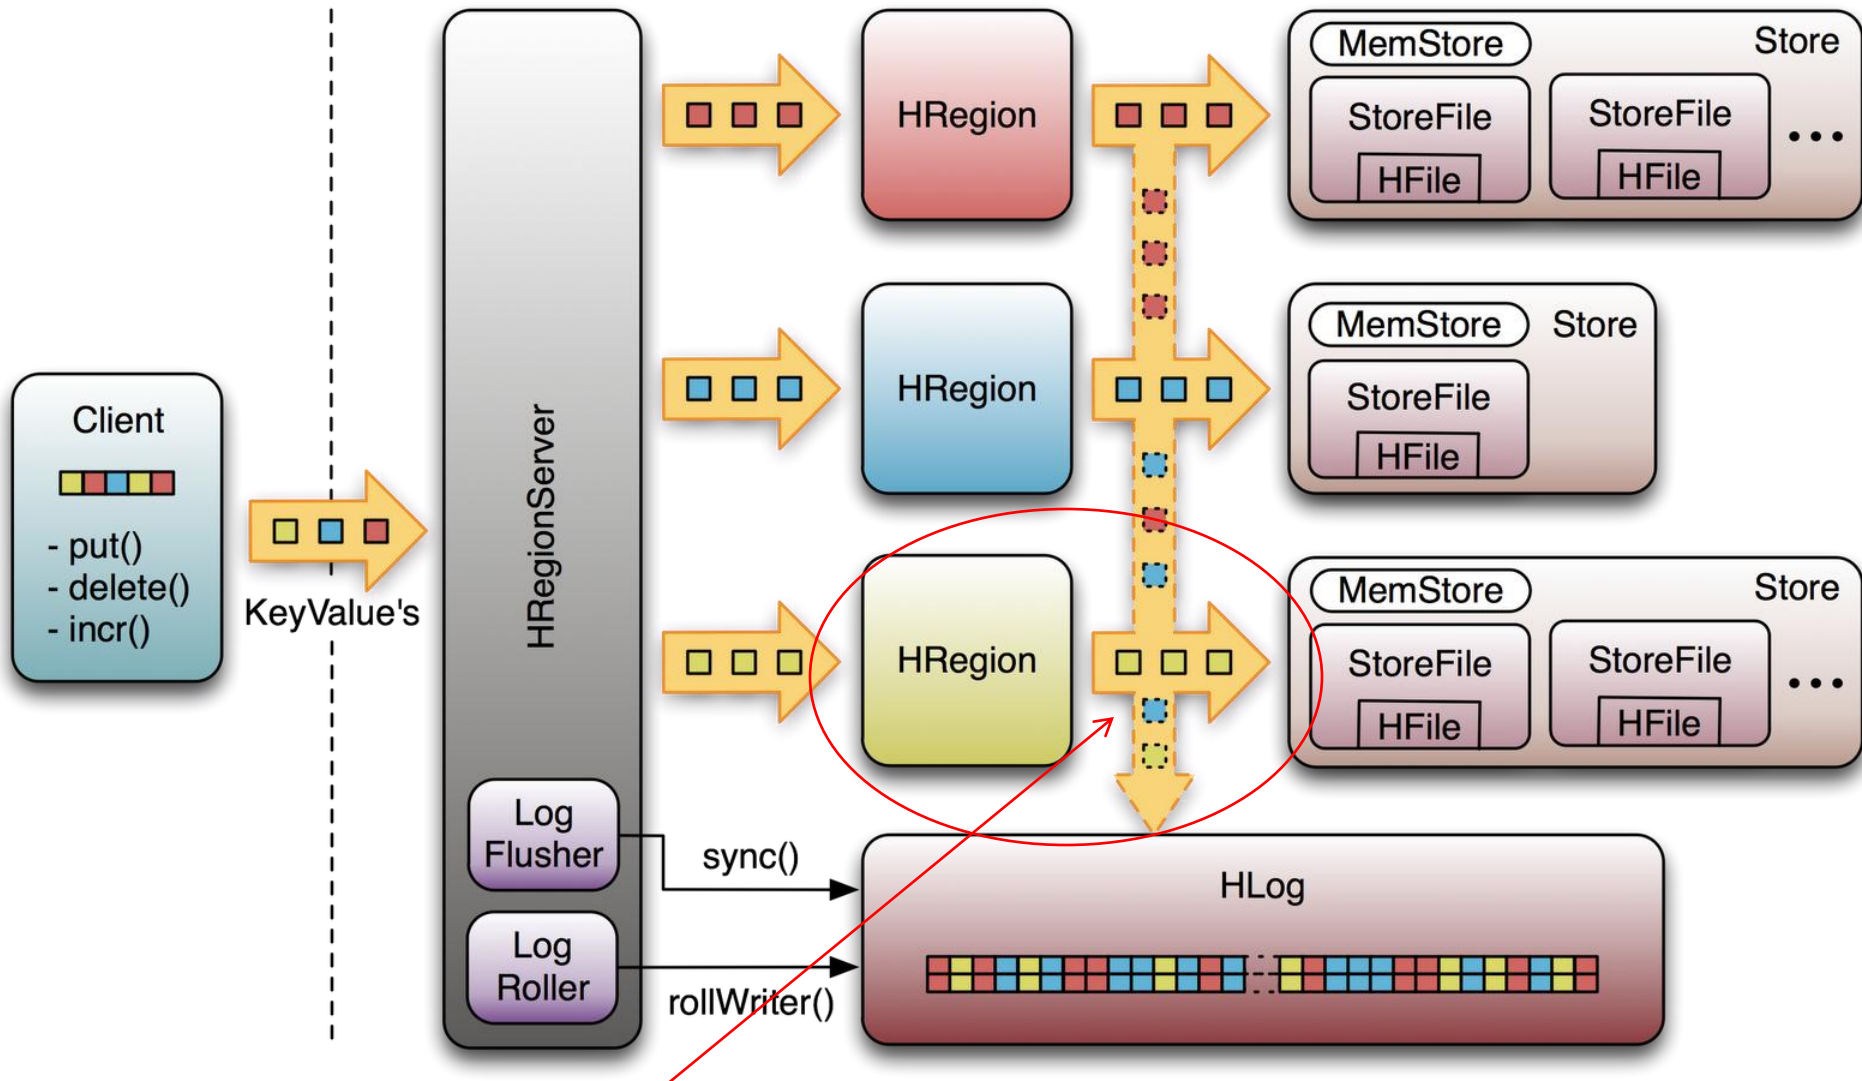 Client
- put()
- delete()
- incr()
KeyValue's
HRegionServer
Log
Flusher
Log
Roller
sync()
rollWriter()
HRegion
MemStore
Store
StoreFile
HFile
StoreFile
HFile
...
HRegion
MemStore
Store
StoreFile
HFile
HRegion
MemStore
Store
StoreFile
HFile
StoreFile
HFile
...
HLog